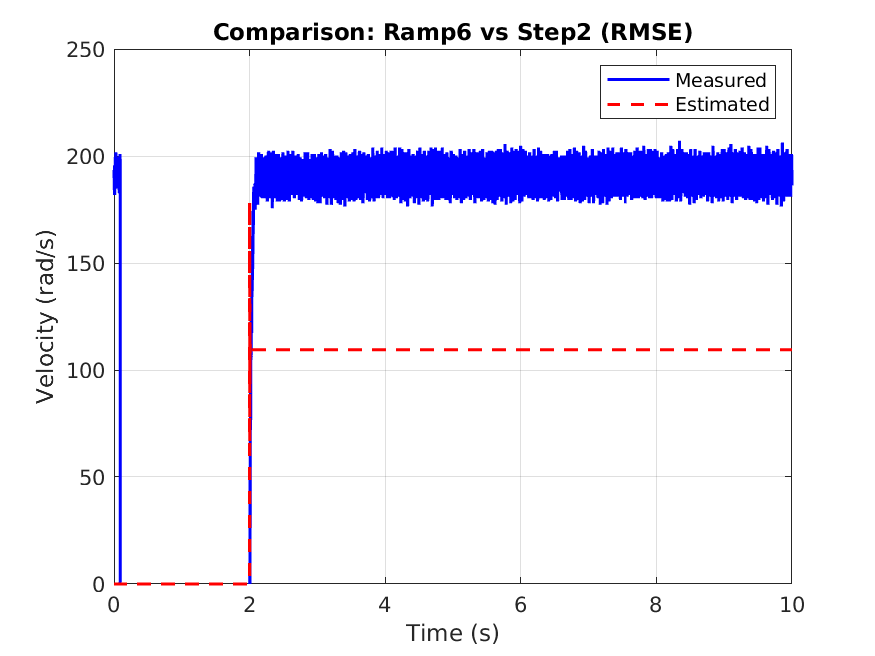 Comparison: Ramp6 vs Step2 (RMSE)
Measured
Estimated
Velocity (rad/s)
250
200
150
100
50
0
0 2 4 6 8 10
Time (s)